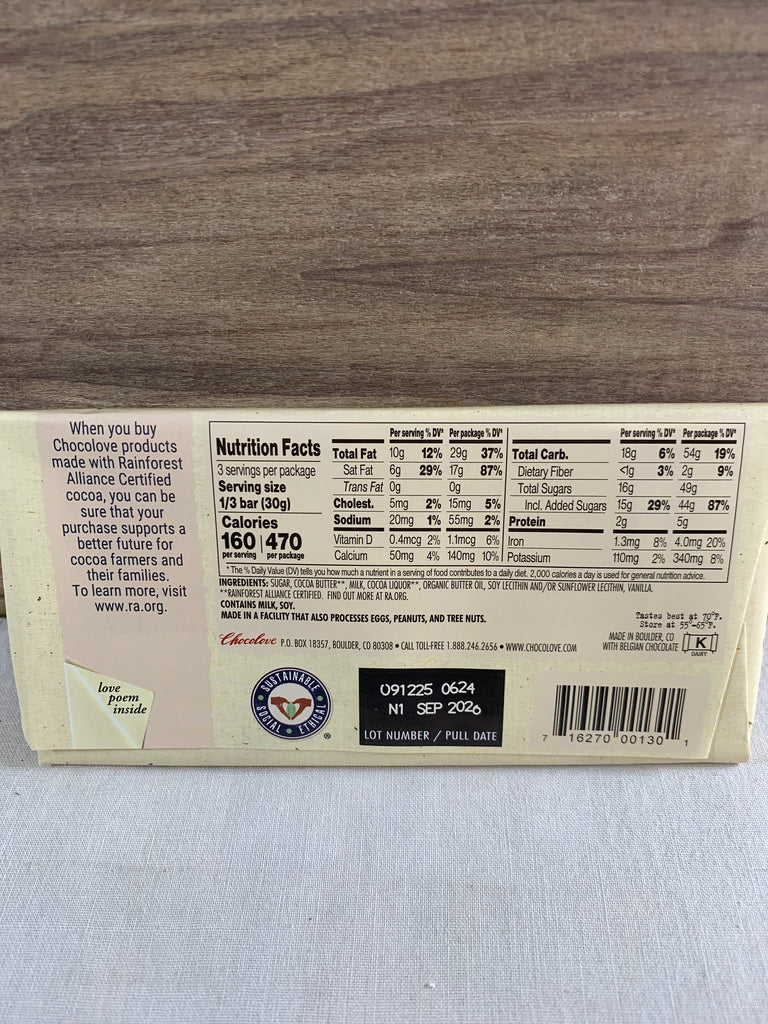 When you buy
Chocolove products
made with Rainforest
Alliance Certified
cocoa, you can be
sure that your
purchase supports a
better future for
cocoa farmers and
their families.
To learn more, visit
www.ra.org.
love
poem
inside
Nutrition Facts
3 servings per package
Serving size
1/3 bar (30g)
Calories
160 | 470
per serving per package
Per serving % DV* Per package % DV*
Total Fat 10g 12% 29g 37%
Sat Fat 6g 29% 17g 87%
Trans Fat 0g 0g
Cholest. 5mg 2% 15mg 5%
Sodium 20mg 1% 55mg 2%
Vitamin D 0.4mcg 2% 1.1mcg 6%
Calcium 50mg 4% 140mg 10%
Per serving % DV* Per package % DV*
Total Carb. 18g 6% 54g 19%
Dietary Fiber <1g 3% 2g 9%
Total Sugars 16g 49g
Incl. Added Sugars 15g 29% 44g 87%
Protein 2g 5g
Iron 1.3mg 8% 4.0mg 20%
Potassium 110mg 2% 340mg 8%
*The % Daily Value (DV) tells you how much a nutrient in a serving of food contributes to a daily diet. 2,000 calories a day is used for general nutrition advice.
INGREDIENTS: SUGAR, COCOA BUTTER**, MILK, COCOA LIQUOR**, ORGANIC BUTTER OIL, SOY LECITHIN AND/OR SUNFLOWER LECITHIN, VANILLA.
**RAINFOREST ALLIANCE CERTIFIED. FIND OUT MORE AT RA.ORG.
CONTAINS MILK, SOY.
MADE IN A FACILITY THAT ALSO PROCESSES EGGS, PEANUTS, AND TREE NUTS.
Tastes best at 70°F.
Store at 55°-65°F.
Chocolove P.O. BOX 18357, BOULDER, CO 80308 • CALL TOLL-FREE 1.888.246.2656 • WWW.CHOCOLOVE.COM
MADE IN BOULDER, CO
WITH BELGIAN CHOCOLATE
K
DAIRY
SUSTAINABLE
SOCIAL
ETHICAL
®
091225 0624
N1 SEP 2026
LOT NUMBER / PULL DATE
7 16270 00130 1